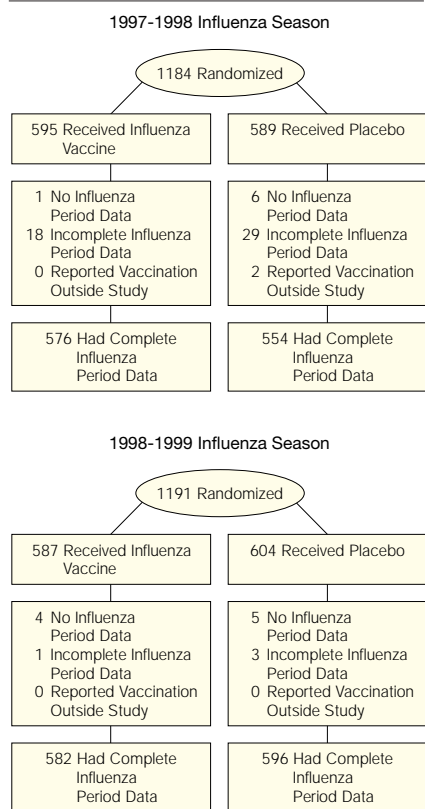 1997-1998 Influenza Season
1184 Randomized
595 Received Influenza
Vaccine
589 Received Placebo
1 No Influenza
Period Data
18 Incomplete Influenza
Period Data
0 Reported Vaccination
Outside Study
6 No Influenza
Period Data
29 Incomplete Influenza
Period Data
2 Reported Vaccination
Outside Study
576 Had Complete
Influenza
Period Data
554 Had Complete
Influenza
Period Data
1998-1999 Influenza Season
1191 Randomized
587 Received Influenza
Vaccine
604 Received Placebo
4 No Influenza
Period Data
1 Incomplete Influenza
Period Data
0 Reported Vaccination
Outside Study
5 No Influenza
Period Data
3 Incomplete Influenza
Period Data
0 Reported Vaccination
Outside Study
582 Had Complete
Influenza
Period Data
596 Had Complete
Influenza
Period Data